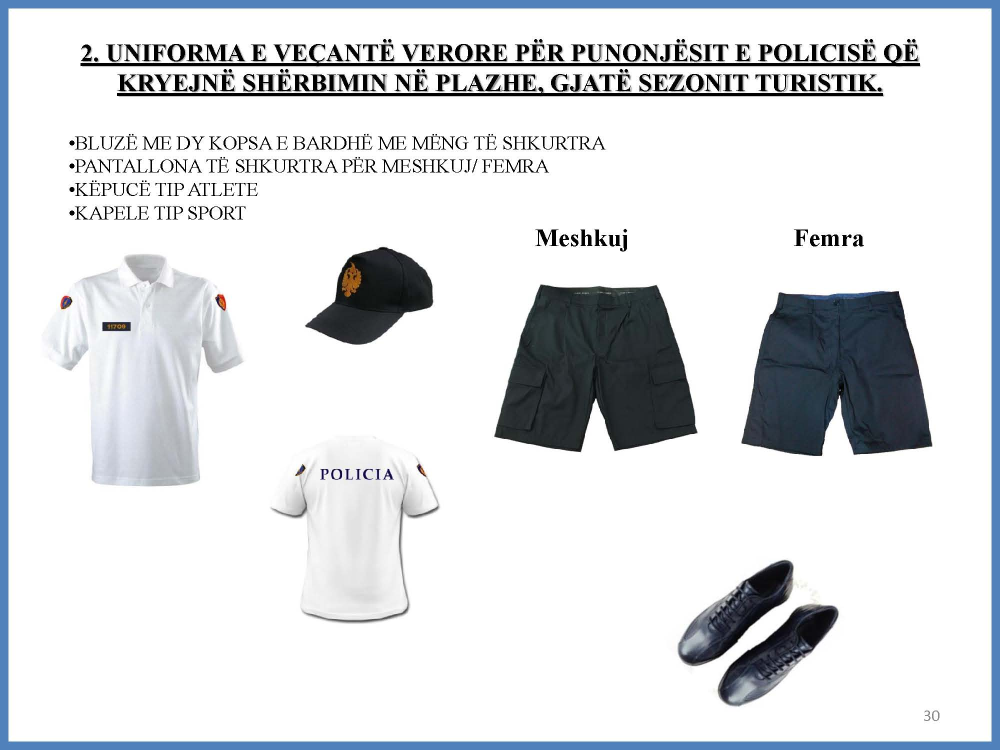 2. UNIFORMA E VEÇANTË VERORE PËR PUNONJËSIT E POLICISË QË
KRYEJNË SHËRBIMIN NË PLAZHE, GJATË SEZONIT TURISTIK.
•BLUZË ME DY KOPSA E BARDHË ME MËNG TË SHKURTRA
•PANTALLONA TË SHKURTRA PËR MESHKUJ/ FEMRA
•KËPUCË TIP ATLETE
•KAPELE TIP SPORT
Meshkuj
Femra
11709
POLICIA
30